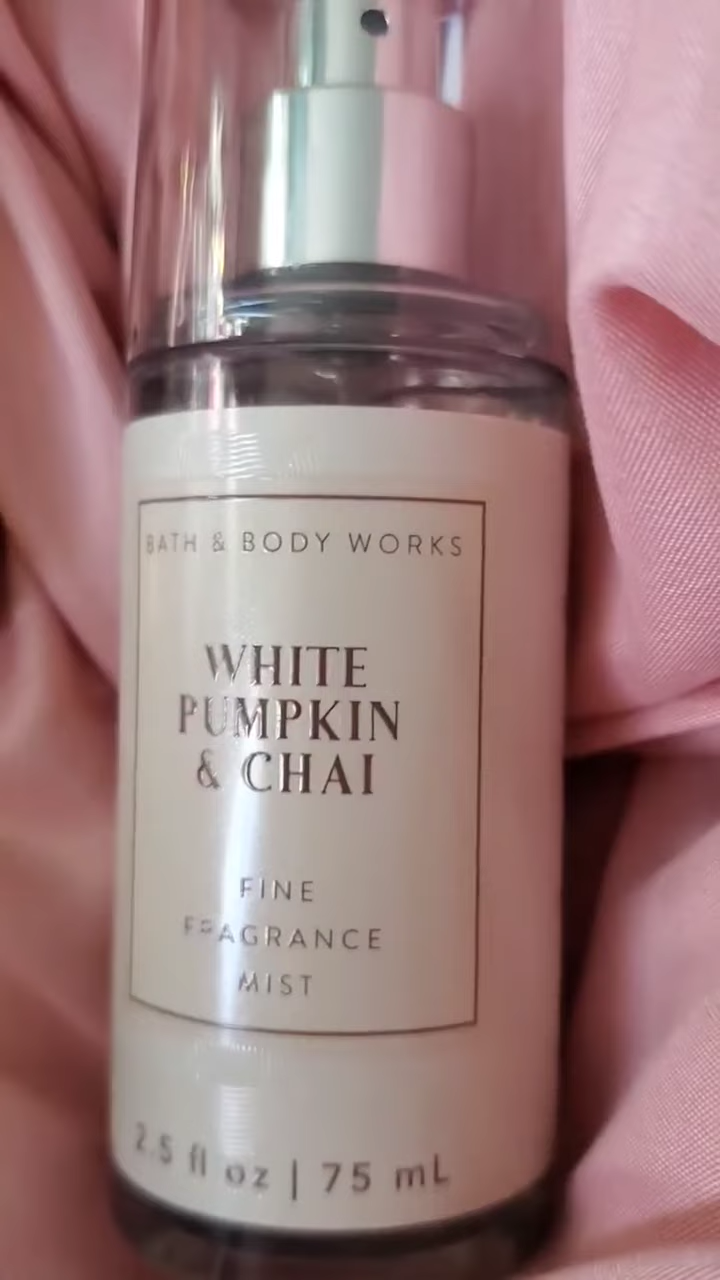 BATH & BODY WORKS
WHITE
PUMPKIN
& CHAI
FINE
FRAGRANCE
MIST
2.5 fl oz | 75 mL